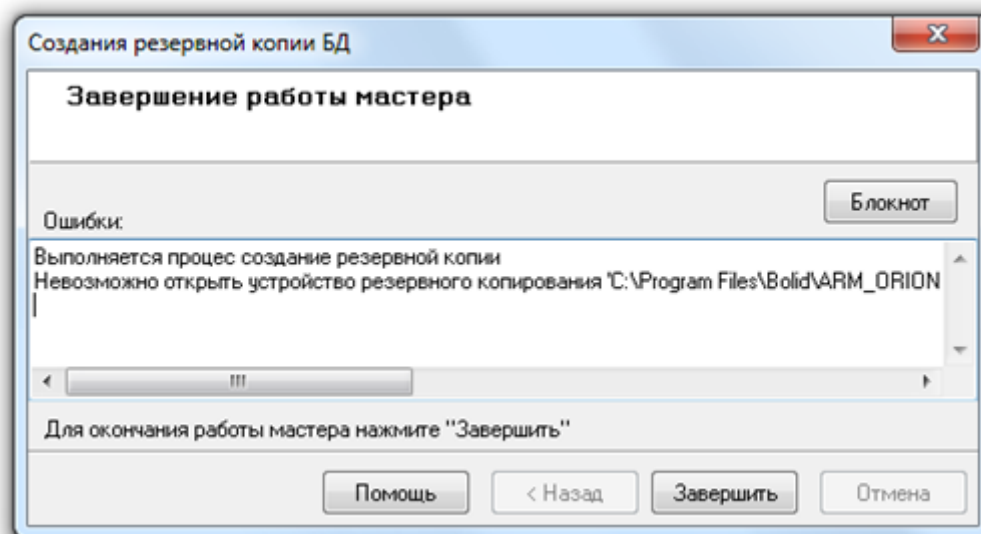 Создания резервной копии БД
Завершение работы мастера
Блокнот
Ошибки:
Выполняется процес создание резервной копии
Невозможно открыть устройство резервного копирования 'C:\Program Files\Bolid\ARM_ORION
Для окончания работы мастера нажмите "Завершить"
Помощь
< Назад
Завершить
Отмена